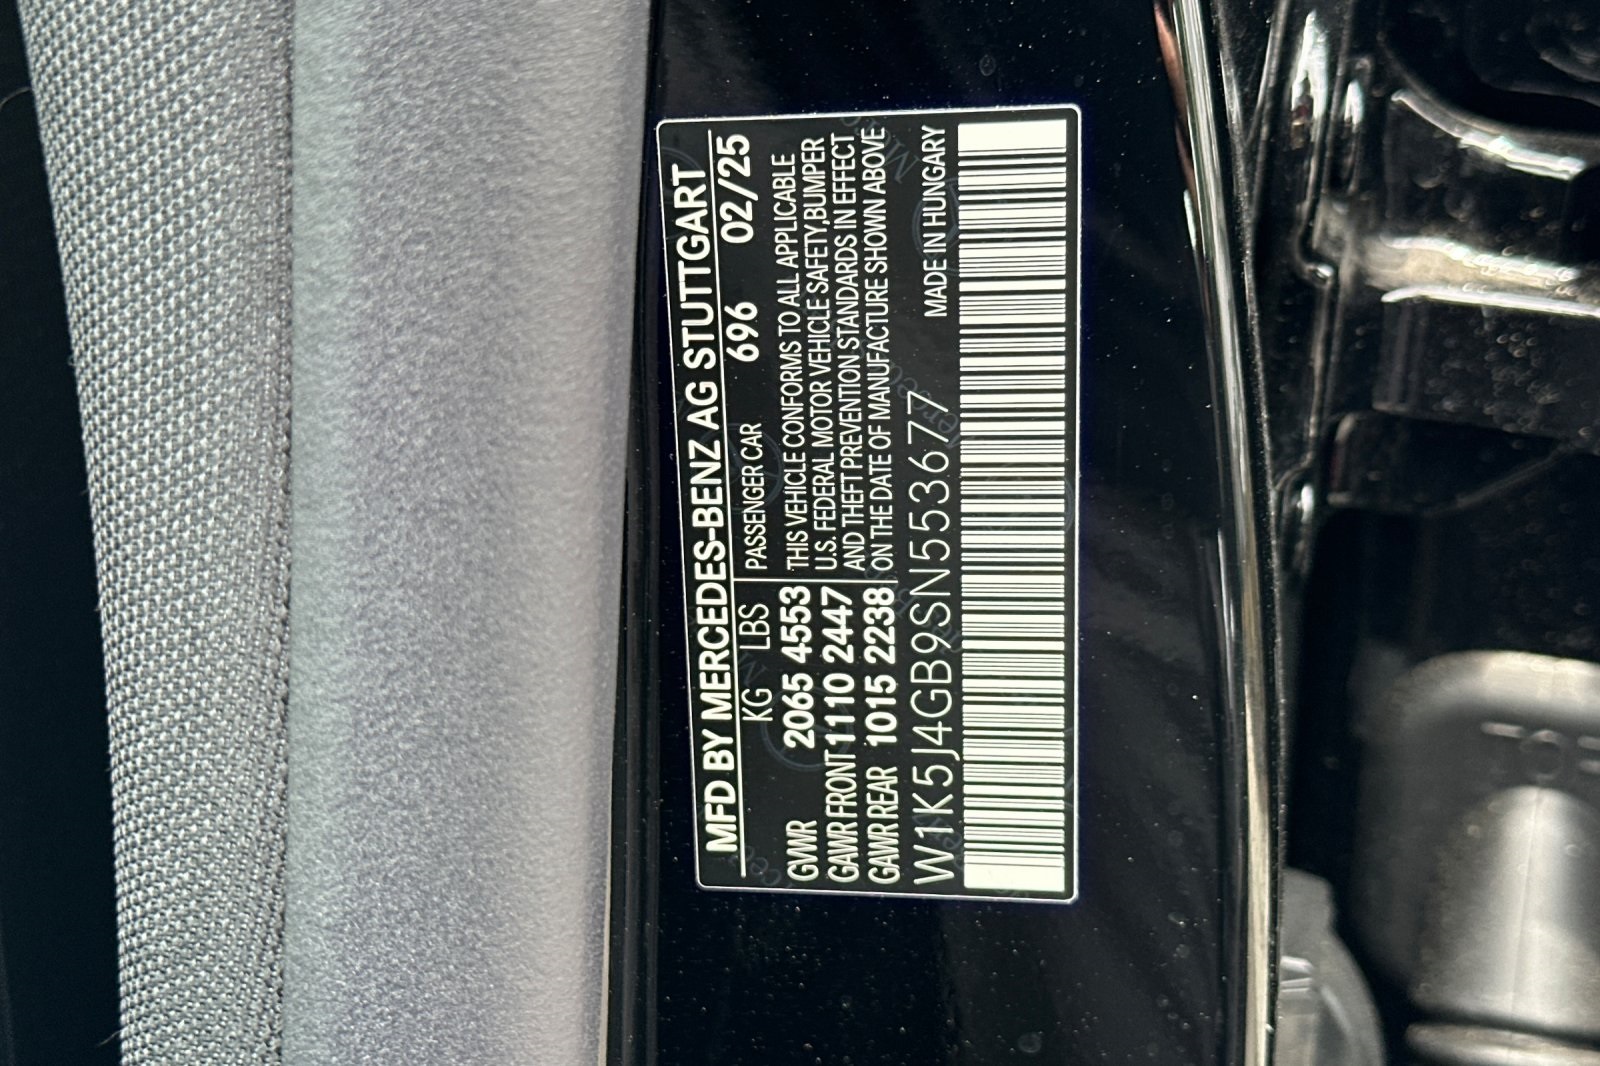 MFD BY MERCEDES-BENZ AG STUTTGART
KG LBS PASSENGER CAR 696 02/25
GVWR 2065 4553 THIS VEHICLE CONFORMS TO ALL APPLICABLE
U.S. FEDERAL MOTOR VEHICLE SAFETY,BUMPER
GAWR FRONT 1110 2447 AND THEFT PREVENTION STANDARDS IN EFFECT
GAWR REAR 1015 2238 ON THE DATE OF MANUFACTURE SHOWN ABOVE
W1K5J4GB9SN553677 MADE IN HUNGARY